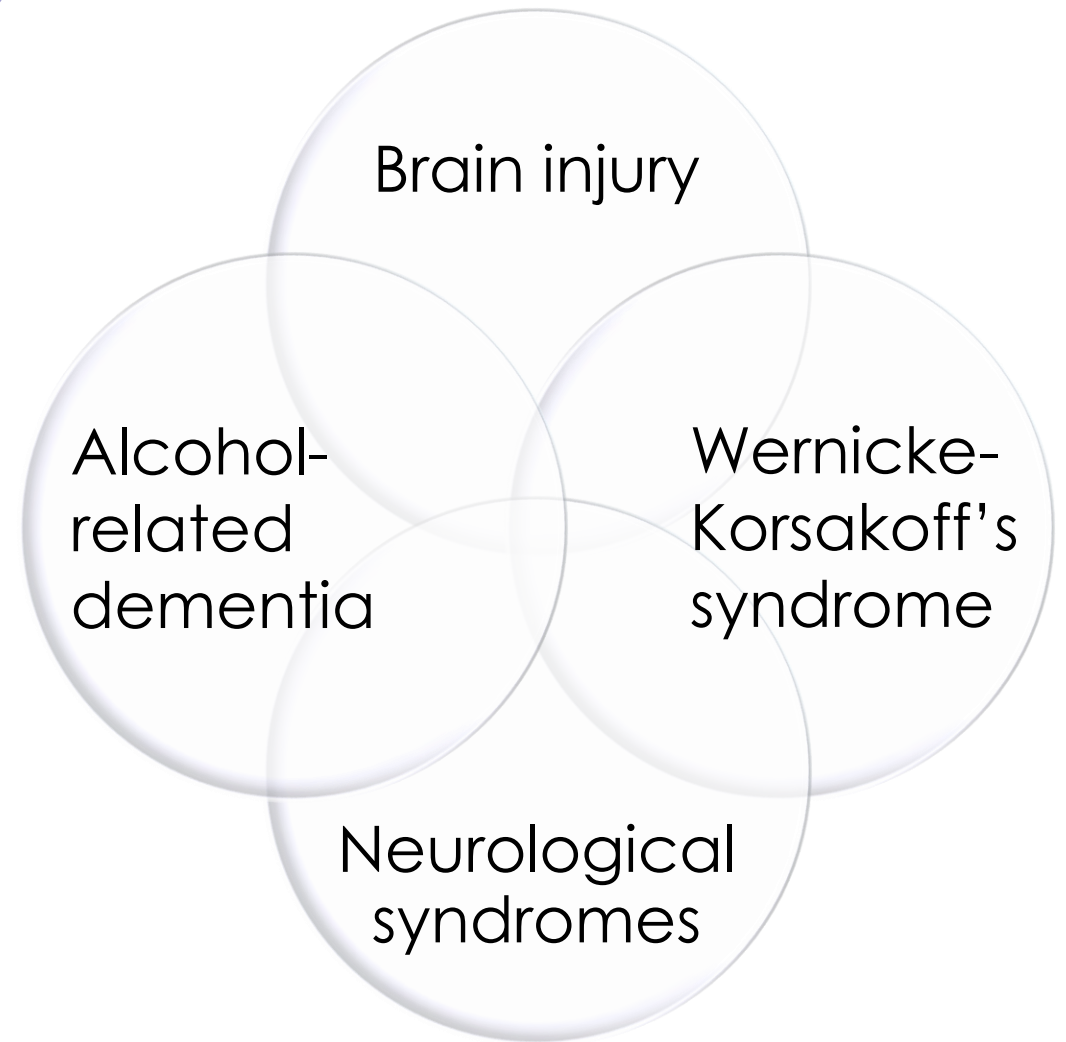 Brain injury
Alcohol-
related
dementia
Wernicke-
Korsakoff’s
syndrome
Neurological
syndromes